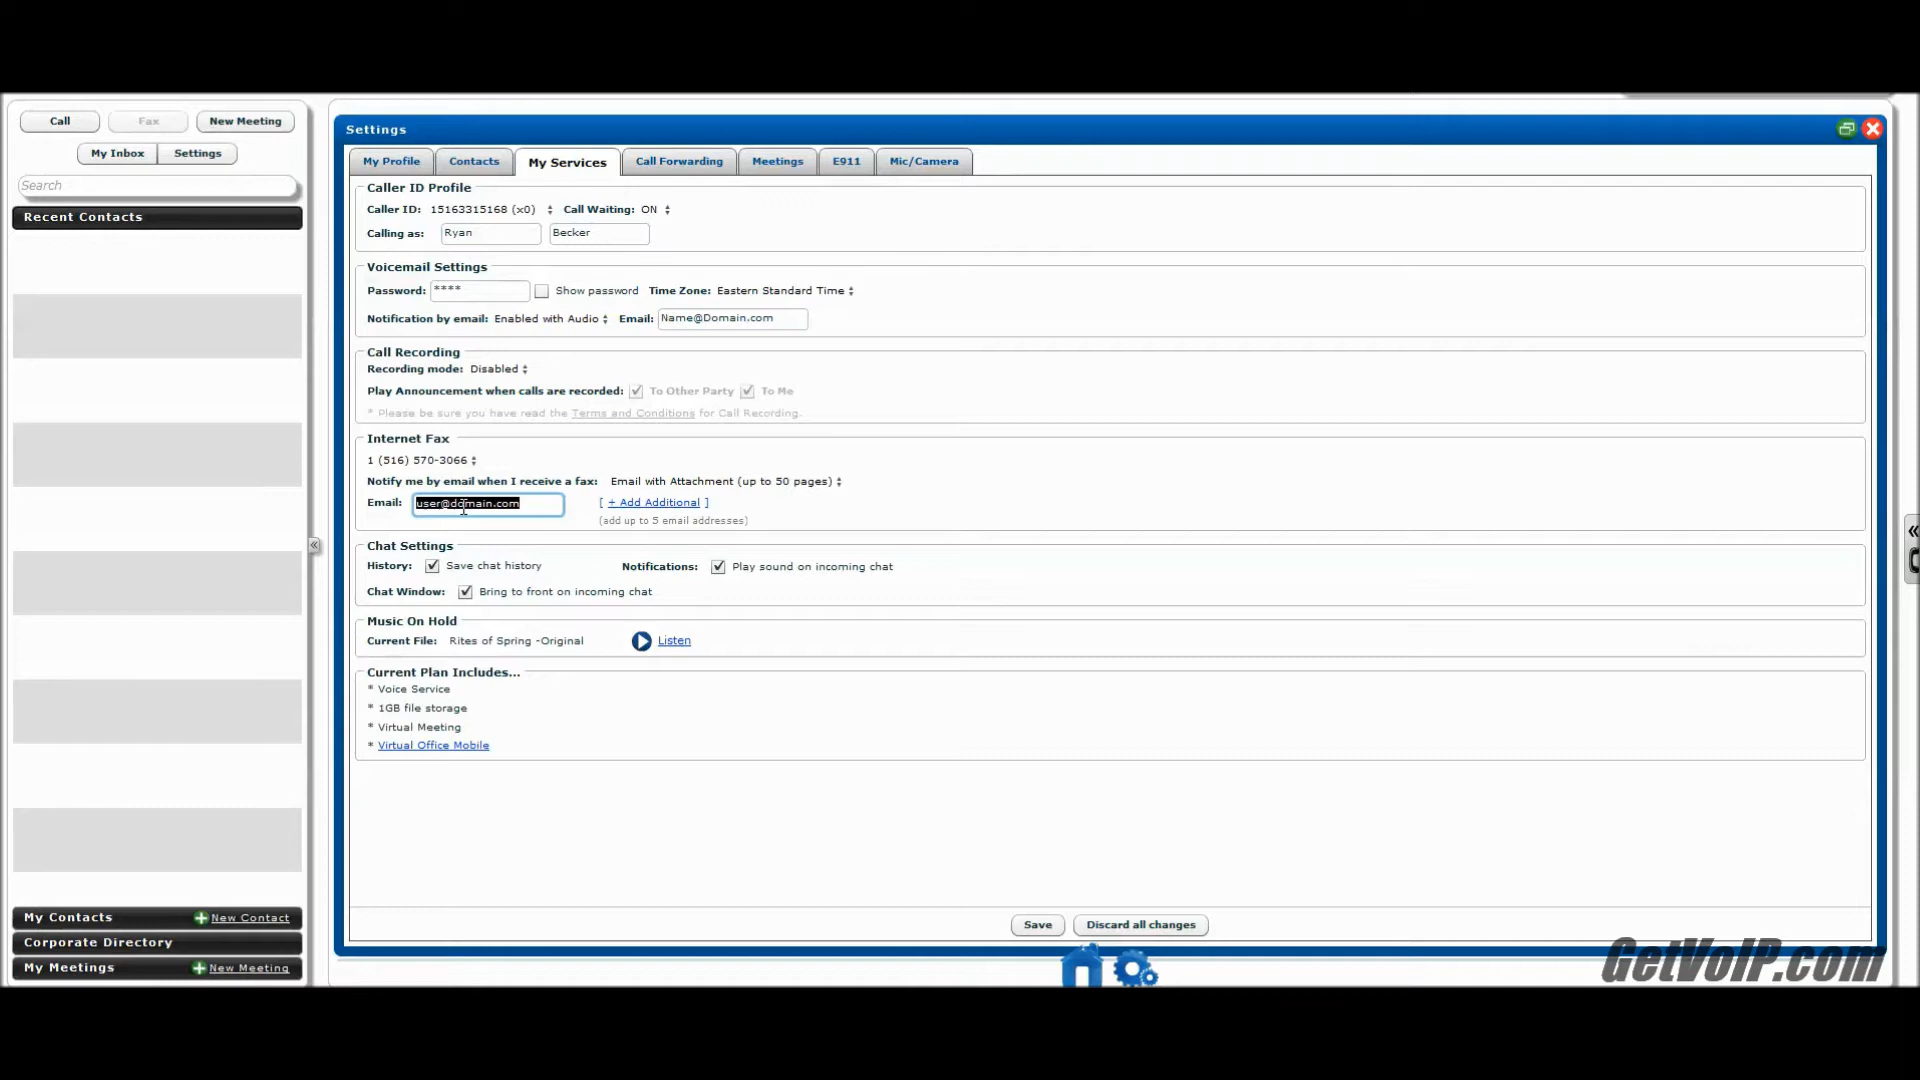 Call Fax New Meeting
My Inbox Settings
Search
Recent Contacts
My Contacts New Contact
Corporate Directory
My Meetings New Meeting
Settings
My Profile Contacts My Services Call Forwarding Meetings E911 Mic/Camera
Caller ID Profile
Caller ID: 15163315168 (x0) Call Waiting: ON
Calling as: Ryan Becker
Voicemail Settings
Password: **** Show password Time Zone: Eastern Standard Time
Notification by email: Enabled with Audio Email: Name@Domain.com
Call Recording
Recording mode: Disabled
Play Announcement when calls are recorded: To Other Party To Me
* Please be sure you have read the Terms and Conditions for Call Recording.
Internet Fax
1 (516) 570-3066
Notify me by email when I receive a fax: Email with Attachment (up to 50 pages)
Email: user@domain.com [ + Add Additional ]
(add up to 5 email addresses)
Chat Settings
History: Save chat history Notifications: Play sound on incoming chat
Chat Window: Bring to front on incoming chat
Music On Hold
Current File: Rites of Spring -Original Listen
Current Plan Includes...
* Voice Service
* 1GB file storage
* Virtual Meeting
* Virtual Office Mobile
Save Discard all changes
GetVoIP.com